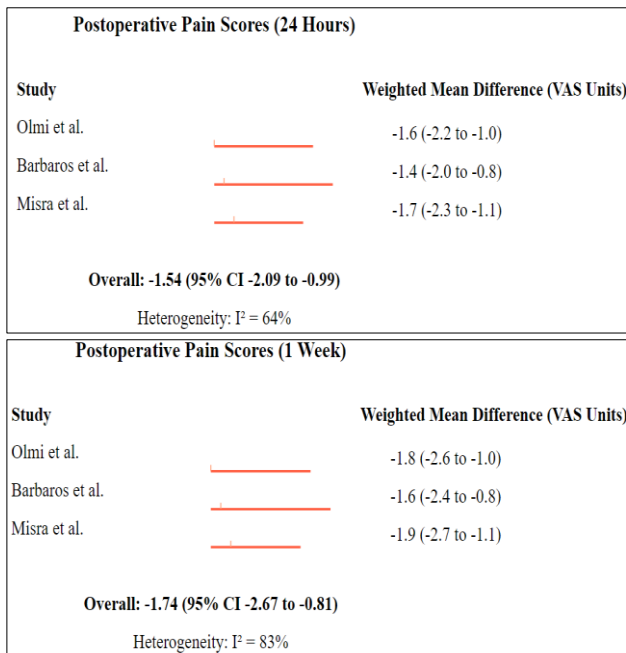 Postoperative Pain Scores (24 Hours)
Study Weighted Mean Difference (VAS Units)
Olmi et al. -1.6 (-2.2 to -1.0)
Barbaros et al. -1.4 (-2.0 to -0.8)
Misra et al. -1.7 (-2.3 to -1.1)
Overall: -1.54 (95% CI -2.09 to -0.99)
Heterogeneity: I² = 64%
Postoperative Pain Scores (1 Week)
Study Weighted Mean Difference (VAS Units)
Olmi et al. -1.8 (-2.6 to -1.0)
Barbaros et al. -1.6 (-2.4 to -0.8)
Misra et al. -1.9 (-2.7 to -1.1)
Overall: -1.74 (95% CI -2.67 to -0.81)
Heterogeneity: I² = 83%